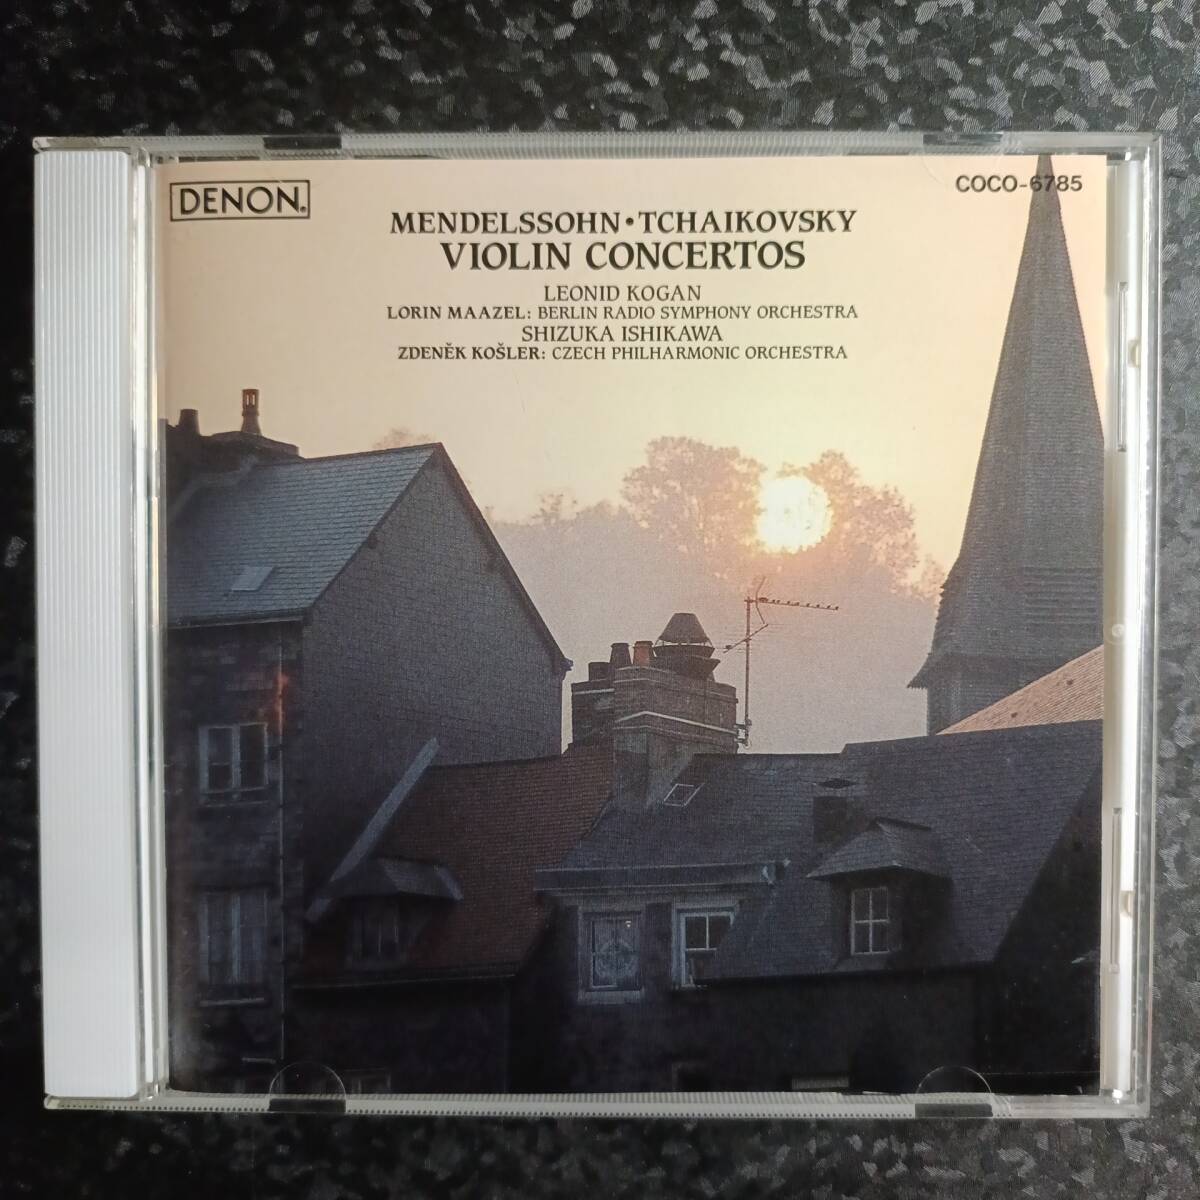 DENON®
COCO-6785
MENDELSSOHN•TCHAIKOVSKY
VIOLIN CONCERTOS
LEONID KOGAN
LORIN MAAZEL: BERLIN RADIO SYMPHONY ORCHESTRA
SHIZUKA ISHIKAWA
ZDENĚK KOŠLER: CZECH PHILHARMONIC ORCHESTRA